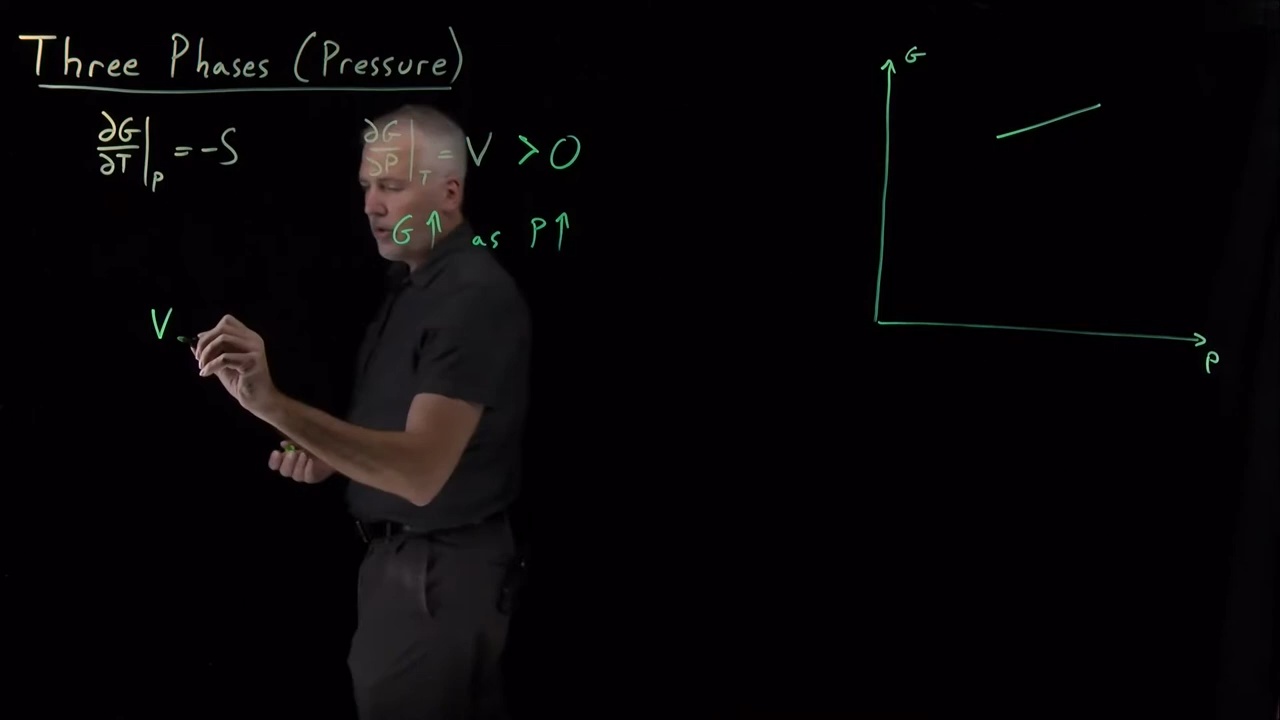 Three Phases (Pressure)
∂G/∂T|P = -S
∂G/∂P|T = V > 0
G↑ as P↑
V
G
P